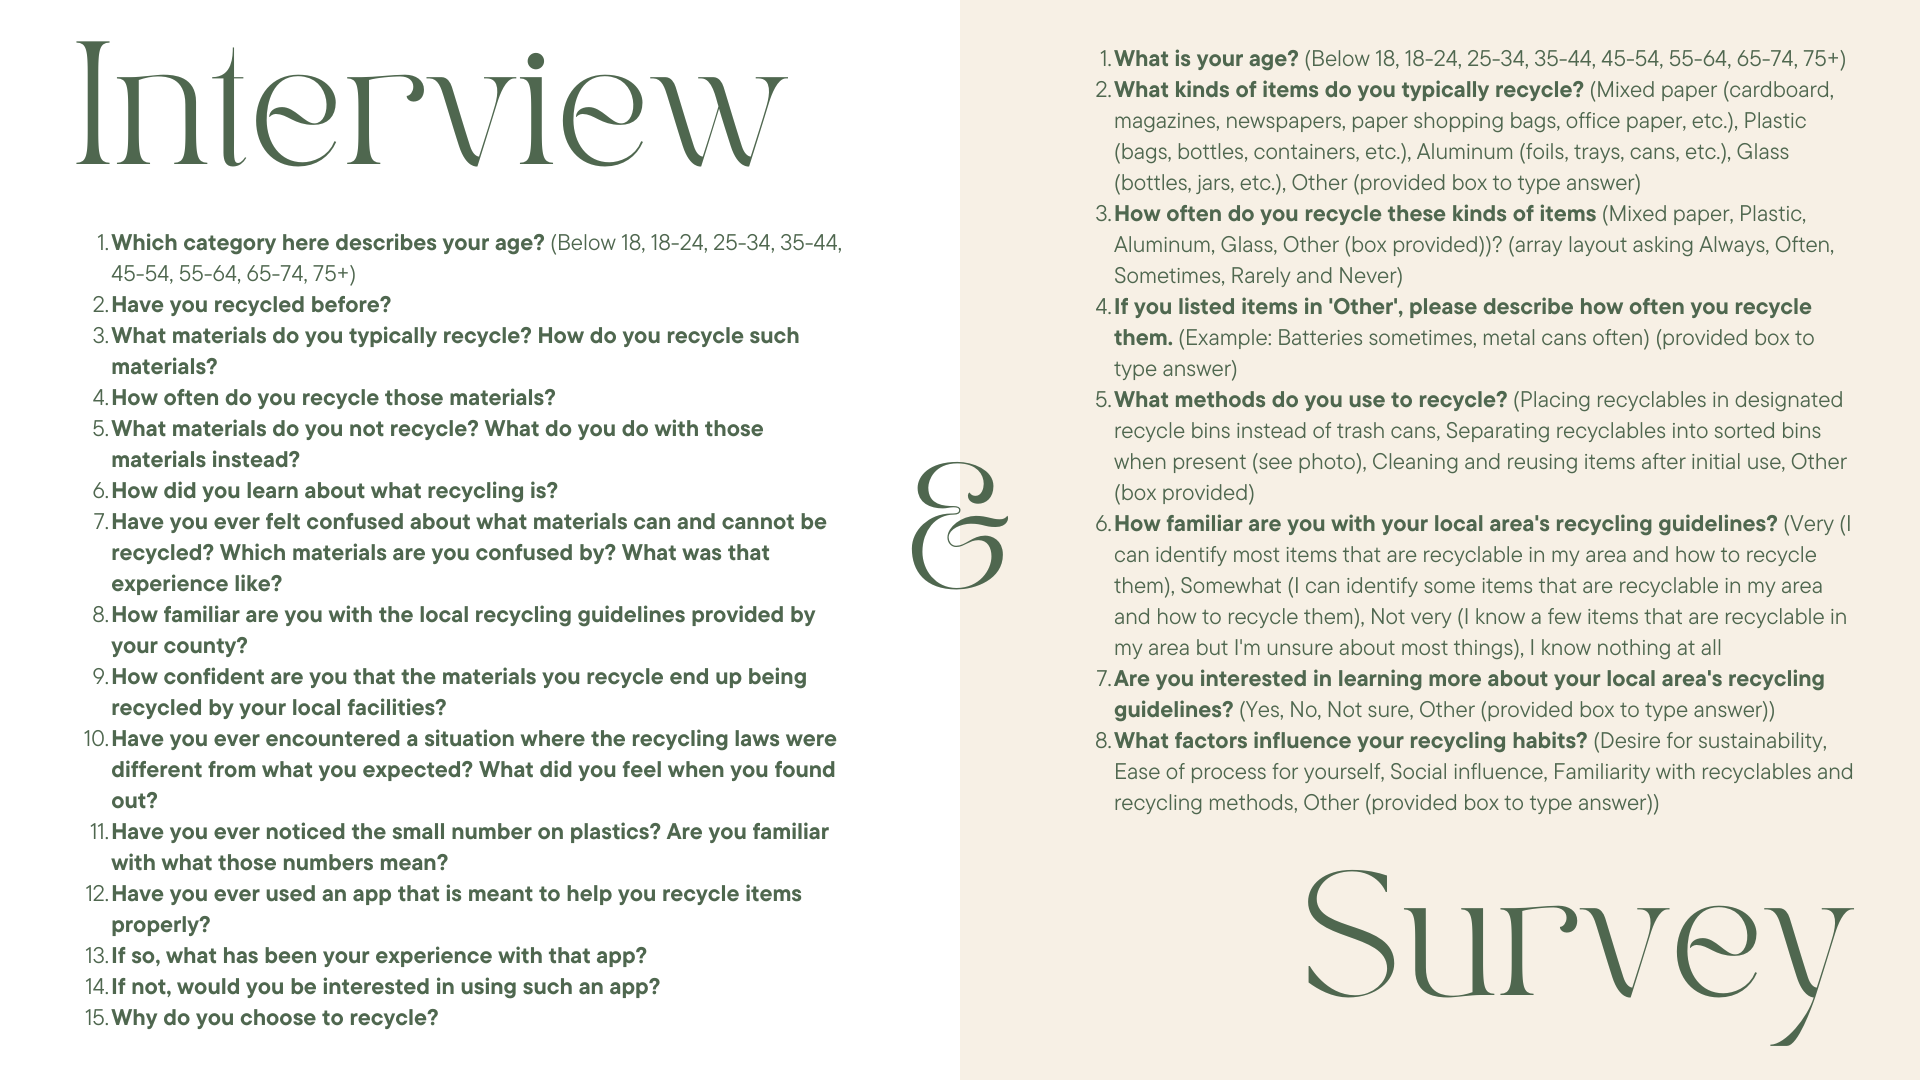 Interview
1. Which category here describes your age? (Below 18, 18-24, 25-34, 35-44,
45-54, 55-64, 65-74, 75+)
2. Have you recycled before?
3. What materials do you typically recycle? How do you recycle such
materials?
4. How often do you recycle those materials?
5. What materials do you not recycle? What do you do with those
materials instead?
6. How did you learn about what recycling is?
7. Have you ever felt confused about what materials can and cannot be
recycled? Which materials are you confused by? What was that
experience like?
8. How familiar are you with the local recycling guidelines provided by
your county?
9. How confident are you that the materials you recycle end up being
recycled by your local facilities?
10. Have you ever encountered a situation where the recycling laws were
different from what you expected? What did you feel when you found
out?
11. Have you ever noticed the small number on plastics? Are you familiar
with what those numbers mean?
12. Have you ever used an app that is meant to help you recycle items
properly?
13. If so, what has been your experience with that app?
14. If not, would you be interested in using such an app?
15. Why do you choose to recycle?
&
1. What is your age? (Below 18, 18-24, 25-34, 35-44, 45-54, 55-64, 65-74, 75+)
2. What kinds of items do you typically recycle? (Mixed paper (cardboard,
magazines, newspapers, paper shopping bags, office paper, etc.), Plastic
(bags, bottles, containers, etc.), Aluminum (foils, trays, cans, etc.), Glass
(bottles, jars, etc.), Other (provided box to type answer)
3. How often do you recycle these kinds of items (Mixed paper, Plastic,
Aluminum, Glass, Other (box provided))? (array layout asking Always, Often,
Sometimes, Rarely and Never)
4. If you listed items in 'Other', please describe how often you recycle
them. (Example: Batteries sometimes, metal cans often) (provided box to
type answer)
5. What methods do you use to recycle? (Placing recyclables in designated
recycle bins instead of trash cans, Separating recyclables into sorted bins
when present (see photo), Cleaning and reusing items after initial use, Other
(box provided)
6. How familiar are you with your local area's recycling guidelines? (Very (I
can identify most items that are recyclable in my area and how to recycle
them), Somewhat (I can identify some items that are recyclable in my area
and how to recycle them), Not very (I know a few items that are recyclable in
my area but I'm unsure about most things), I know nothing at all
7. Are you interested in learning more about your local area's recycling
guidelines? (Yes, No, Not sure, Other (provided box to type answer))
8. What factors influence your recycling habits? (Desire for sustainability,
Ease of process for yourself, Social influence, Familiarity with recyclables and
recycling methods, Other (provided box to type answer))
Survey